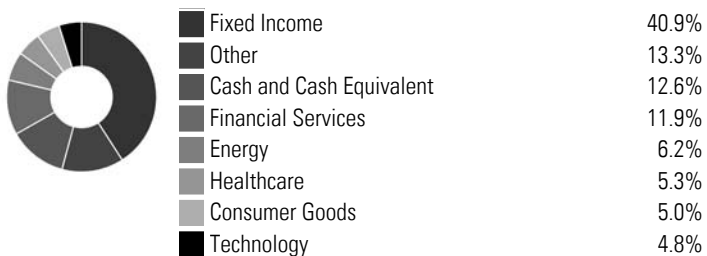 Fixed Income 40.9%
Other 13.3%
Cash and Cash Equivalent 12.6%
Financial Services 11.9%
Energy 6.2%
Healthcare 5.3%
Consumer Goods 5.0%
Technology 4.8%